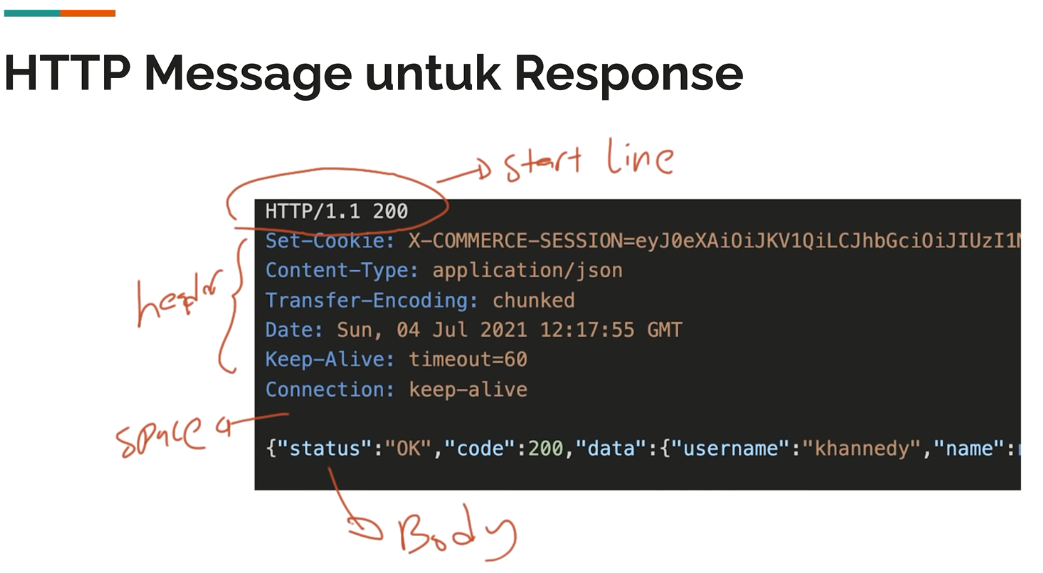 HTTP Message untuk Response
start line
HTTP/1.1 200
Set-Cookie: X-COMMERCE-SESSION=eyJ0eXAiOiJKV1QiLCJhbGciOiJIUzI1N
header
Content-Type: application/json
Transfer-Encoding: chunked
Date: Sun, 04 Jul 2021 12:17:55 GMT
Keep-Alive: timeout=60
Connection: keep-alive
space
{"status":"OK","code":200,"data":{"username":"khannedy","name":
Body